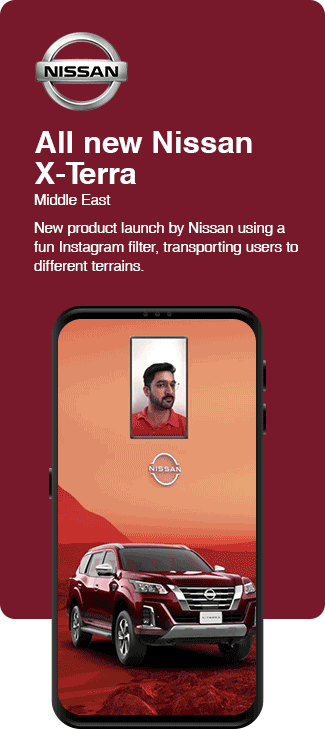 NISSAN
All new Nissan
X-Terra
Middle East
New product launch by Nissan using a
fun Instagram filter, transporting users to
different terrains.
NISSAN